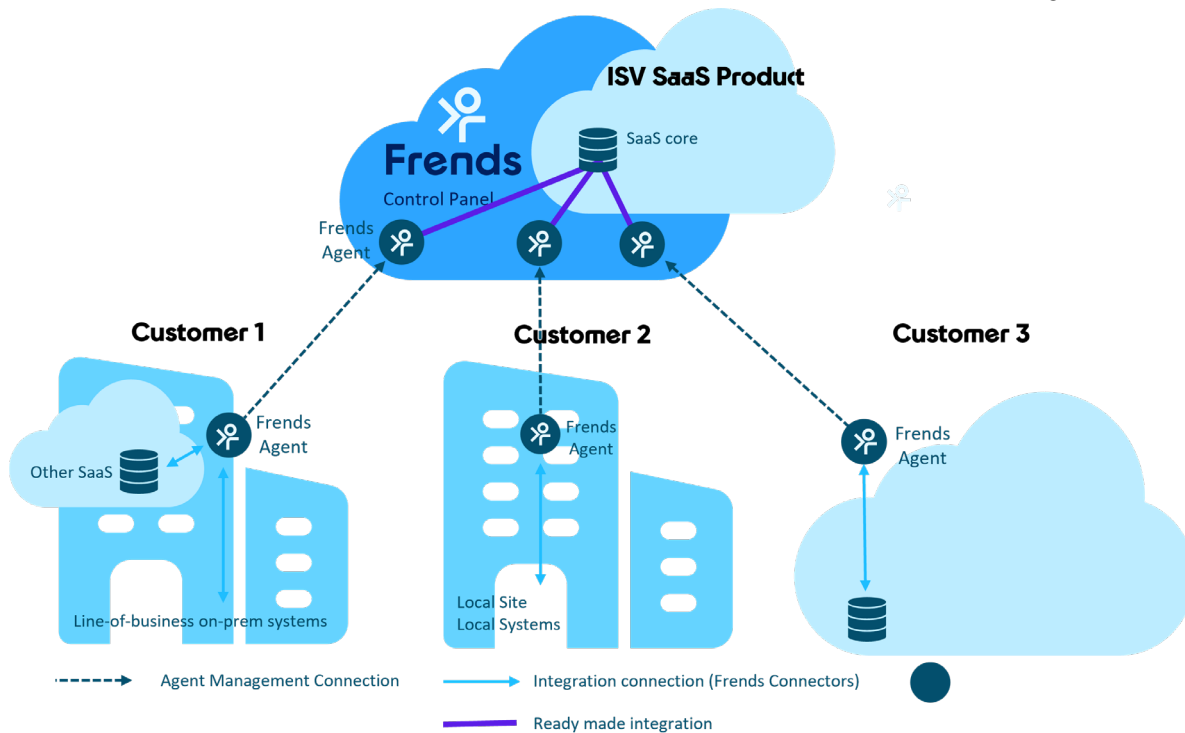 ISV SaaS Product
SaaS core
Frends
Control Panel
Frends
Agent
Customer 1
Customer 2
Customer 3
Frends
Agent
Other SaaS
Line-of-business on-prem systems
Frends
Agent
Local Site
Local Systems
Frends
Agent
Agent Management Connection
Integration connection (Frends Connectors)
Ready made integration